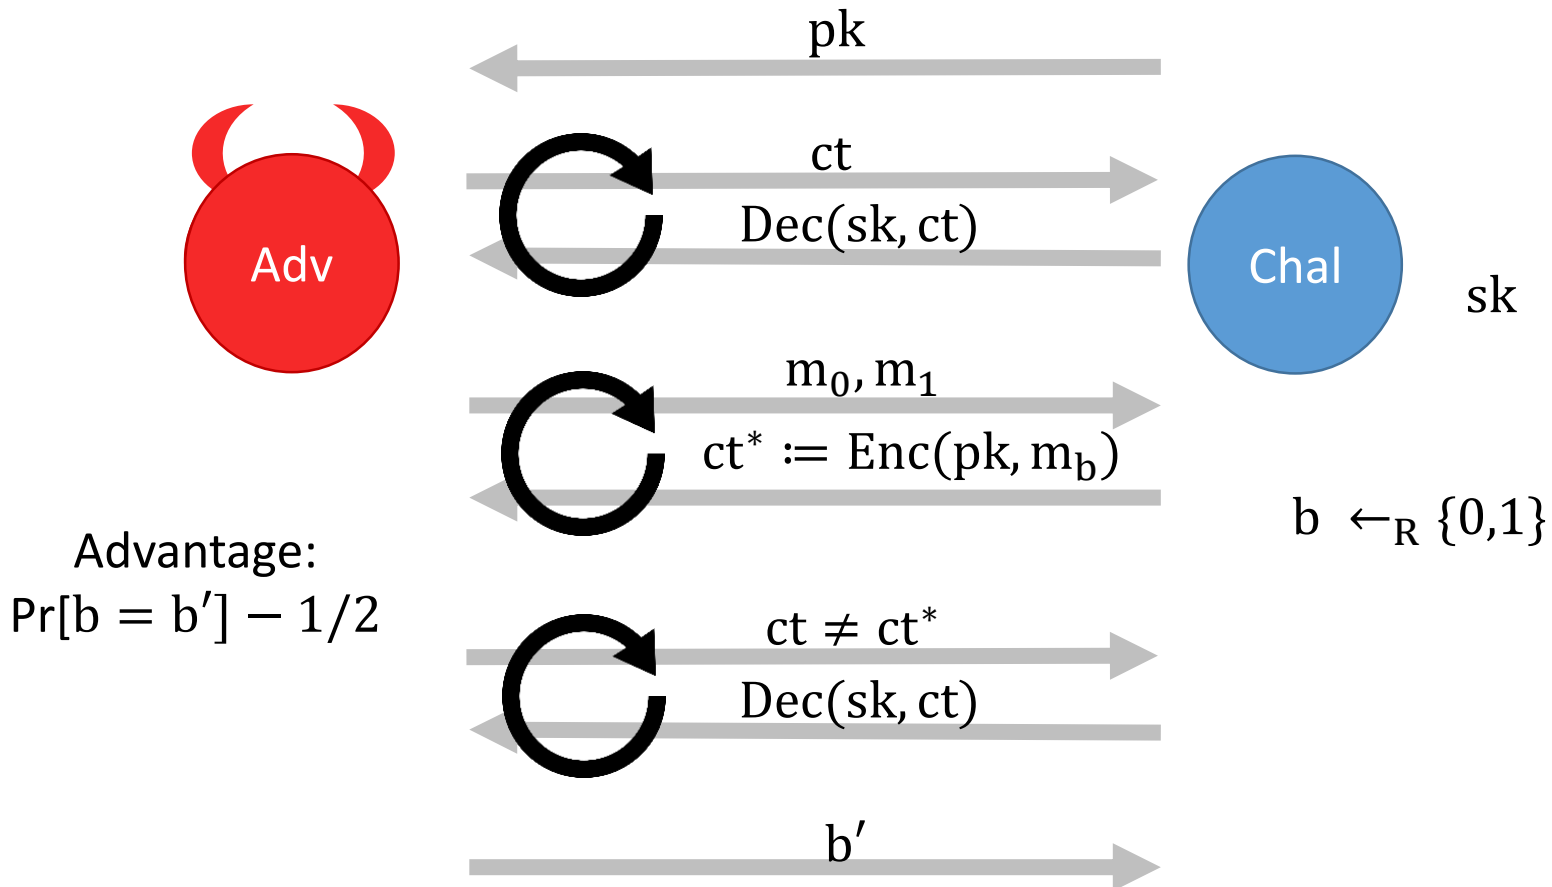 pk
ct
Dec(sk, ct)
Adv
Chal
sk
m₀, m₁
ct* ≔ Enc(pk, m_b)
b ←_R {0,1}
Advantage:
Pr[b = b′] − 1/2
ct ≠ ct*
Dec(sk, ct)
b′